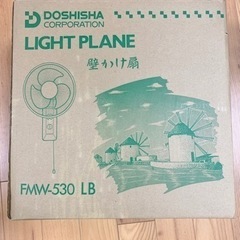 DOSHISHA
CORPORATION
LIGHT PLANE
壁かけ扇
FMW-530 LB